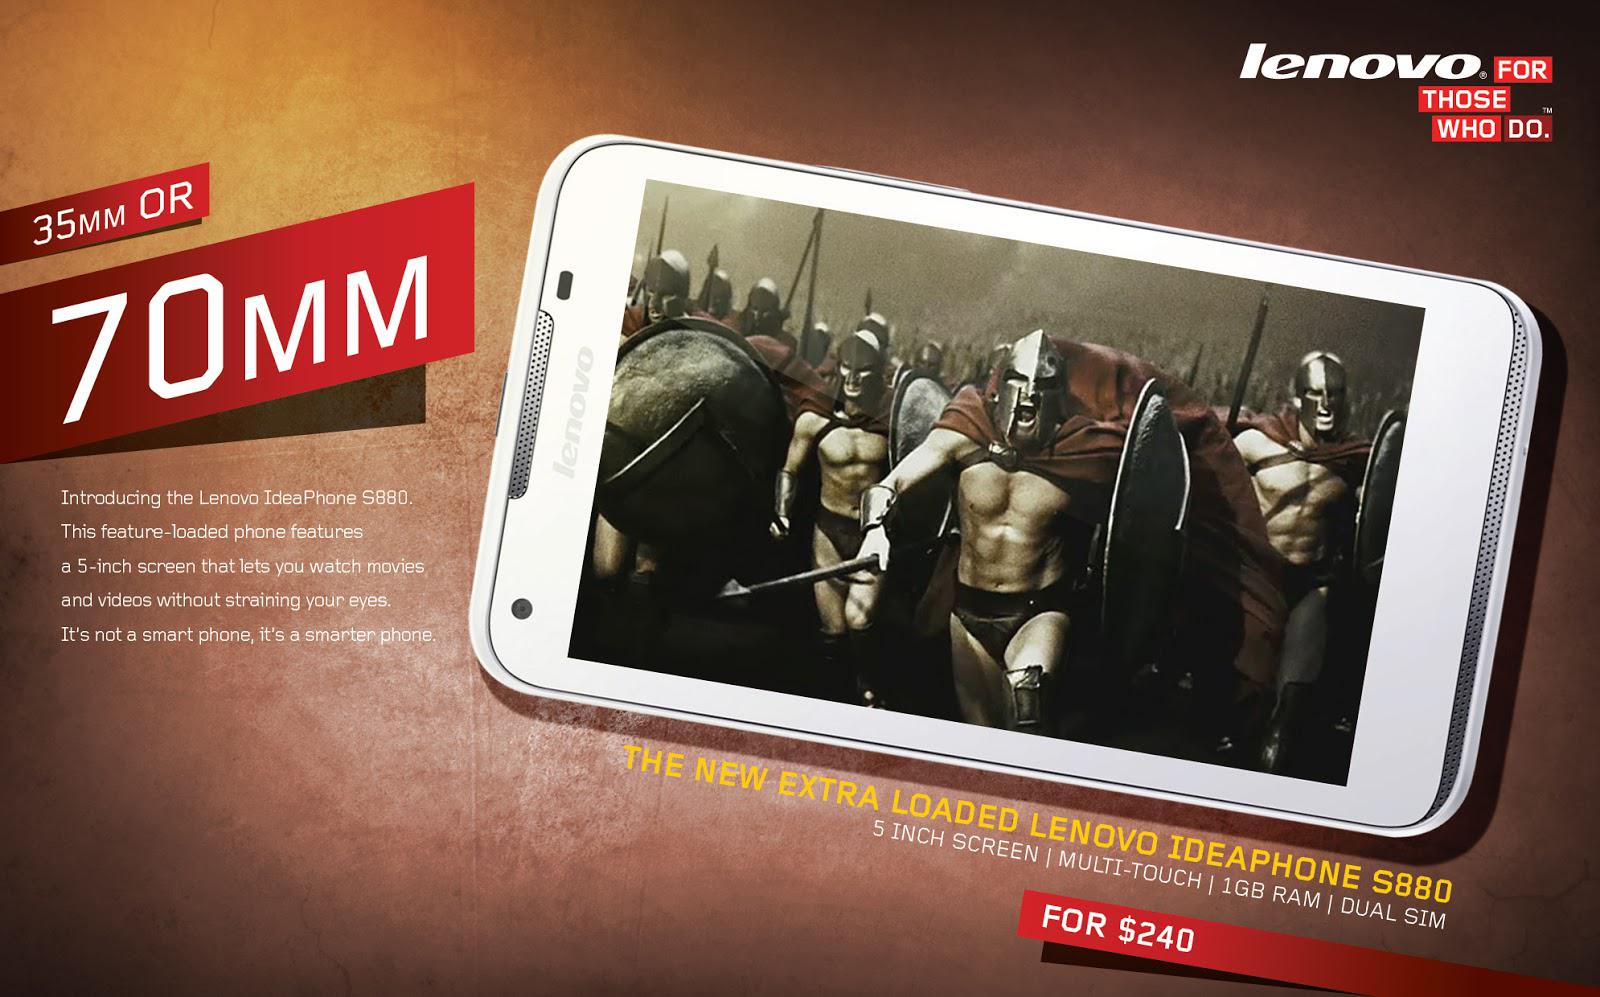 lenovo® FOR
THOSE
WHO DO.™
35MM OR
70MM
Introducing the Lenovo IdeaPhone S880.
This feature-loaded phone features
a 5-inch screen that lets you watch movies
and videos without straining your eyes.
It's not a smart phone, it's a smarter phone.
lenovo
THE NEW EXTRA LOADED LENOVO IDEAPHONE S880
5 INCH SCREEN | MULTI-TOUCH | 1GB RAM | DUAL SIM
FOR $240